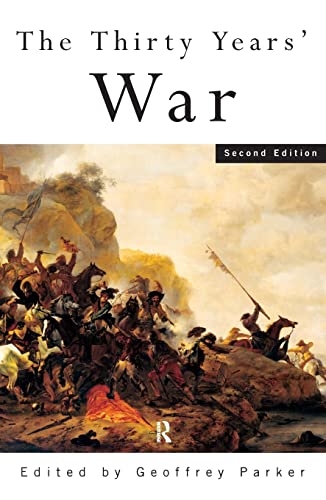 The Thirty Years'
War
Second Edition
R
Edited by Geoffrey Parker